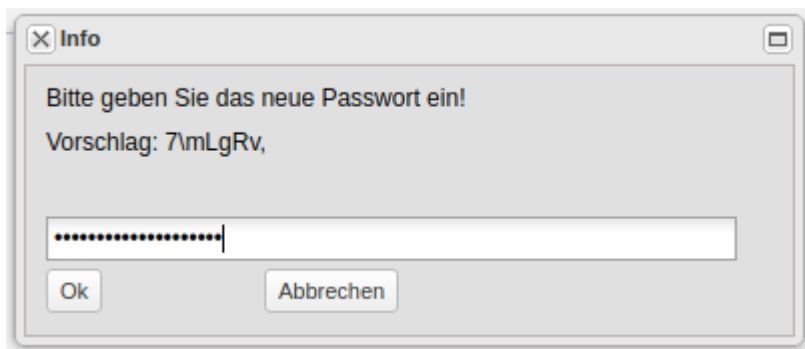 Info
Bitte geben Sie das neue Passwort ein!
Vorschlag: 7\mLgRv,
••••••••••••••••••••
Ok
Abbrechen